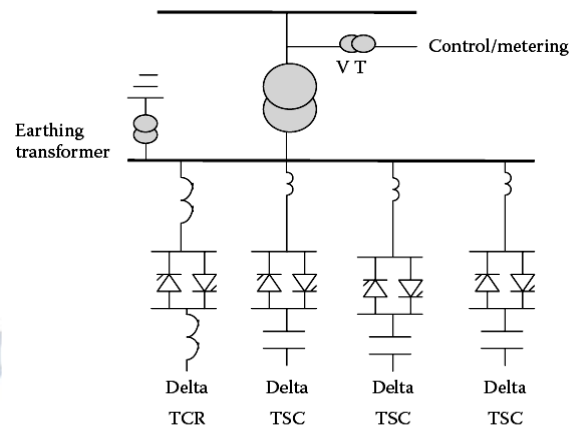 Control/metering
V T
Earthing
transformer
Delta Delta Delta Delta
TCR TSC TSC TSC